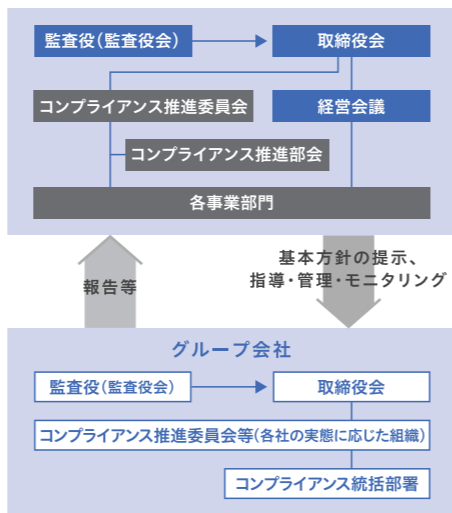 監査役(監査役会)
取締役会
コンプライアンス推進委員会
経営会議
コンプライアンス推進部会
各事業部門
報告等
基本方針の提示、
指導・管理・モニタリング
グループ会社
監査役(監査役会)
取締役会
コンプライアンス推進委員会等(各社の実態に応じた組織)
コンプライアンス統括部署